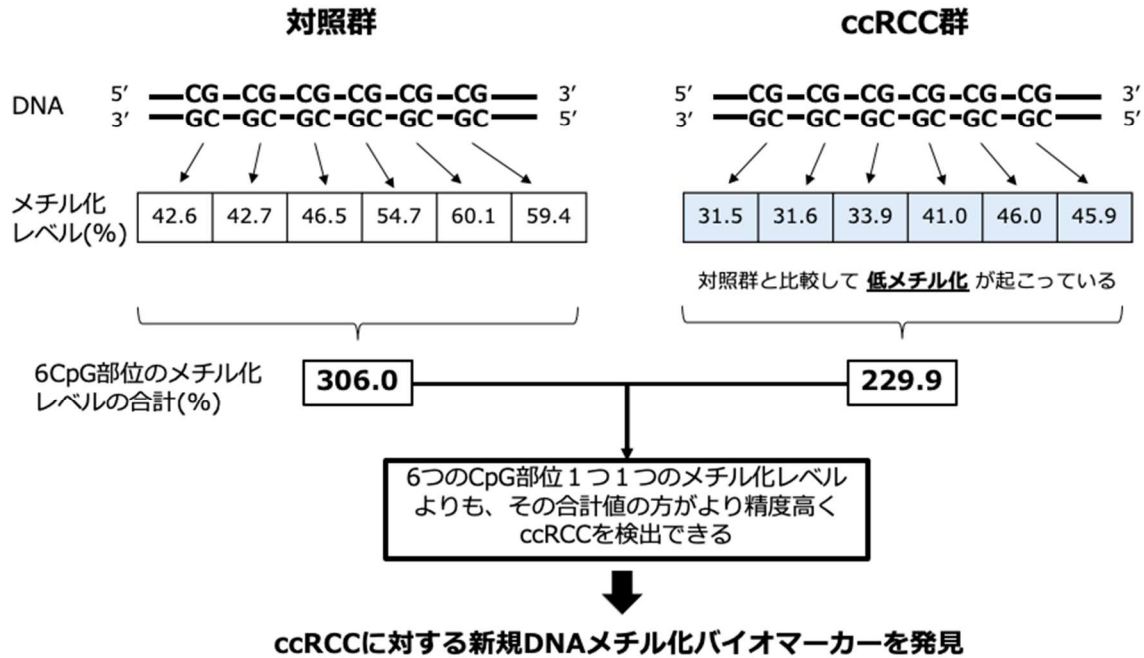 対照群
ccRCC群
DNA
5′ CG CG CG CG CG CG 3′
3′ GC GC GC GC GC GC 5′
5′ CG CG CG CG CG CG 3′
3′ GC GC GC GC GC GC 5′
メチル化
レベル(%)
42.6 42.7 46.5 54.7 60.1 59.4
31.5 31.6 33.9 41.0 46.0 45.9
対照群と比較して 低メチル化 が起こっている
6CpG部位のメチル化
レベルの合計(%)
306.0
229.9
6つのCpG部位１つ１つのメチル化レベル
よりも、その合計値の方がより精度高く
ccRCCを検出できる
ccRCCに対する新規DNAメチル化バイオマーカーを発見